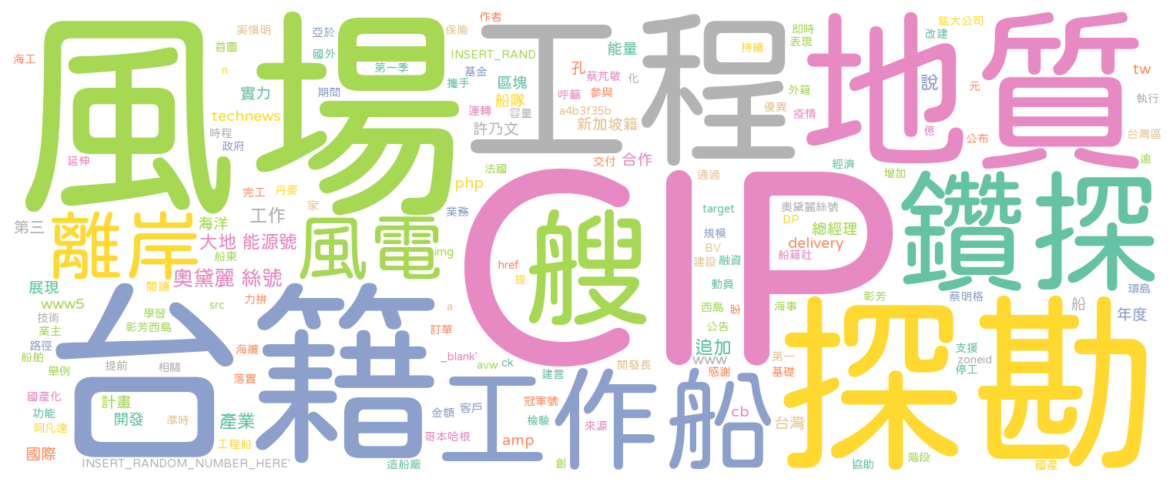 風場
工程
地質
CIP
艘
鑽探
離岸
風電
台籍
工作船
探勘
海工
首圖
奚愼明
亞於
國外
第一季
保險
作者
INSERT_RAND
基金
攜手
能量
孔
蔡芃敏
化
持續
即時
表現
鈦大公司
改建
說
tw
元
執行
實力
n
期間
區塊
船隊
呼籲
參與
外籍
technews
時程
政府
運轉
容量
a4b3f35b
優異
疫情
許乃文
新加坡籍
億
公布
台灣區
延伸
交付
合作
法國
通過
經濟
增加
逾
完工
丹麥
php
家
業務
第三
海洋
工作
target
奧黛麗絲號
DP
總經理
大地
能源號
船東
img
href
提
規模
BV
delivery
建設
融資
船籍社
奧黛麗
絲號
閎論
展現
www5
src
力拚
a
動員
彰芳
蔡明格
環島
技術
學習
西島
盼
海事
船
年度
業主
彰芳西島
訂單
公告
路徑
海纜
追加
船舶
_blank'
www
第一
支援
zoneid
舉例
提前
相關
avw
ck
開發長
感謝
基礎
停工
落實
建言
國產化
計畫
冠軍號
功能
開發
準時
產業
金額
客戶
檢驗
來源
cb
台灣
阿凡達
工程船
哥本哈根
amp
國際
INSERT_RANDOM_NUMBER_HERE'
造船廠
創
協助
階段
國產